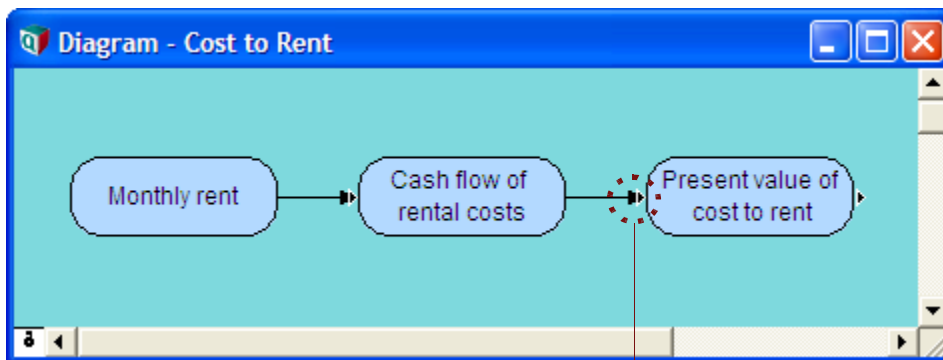 Diagram - Cost to Rent
Monthly rent
Cash flow of
rental costs
Present value of
cost to rent